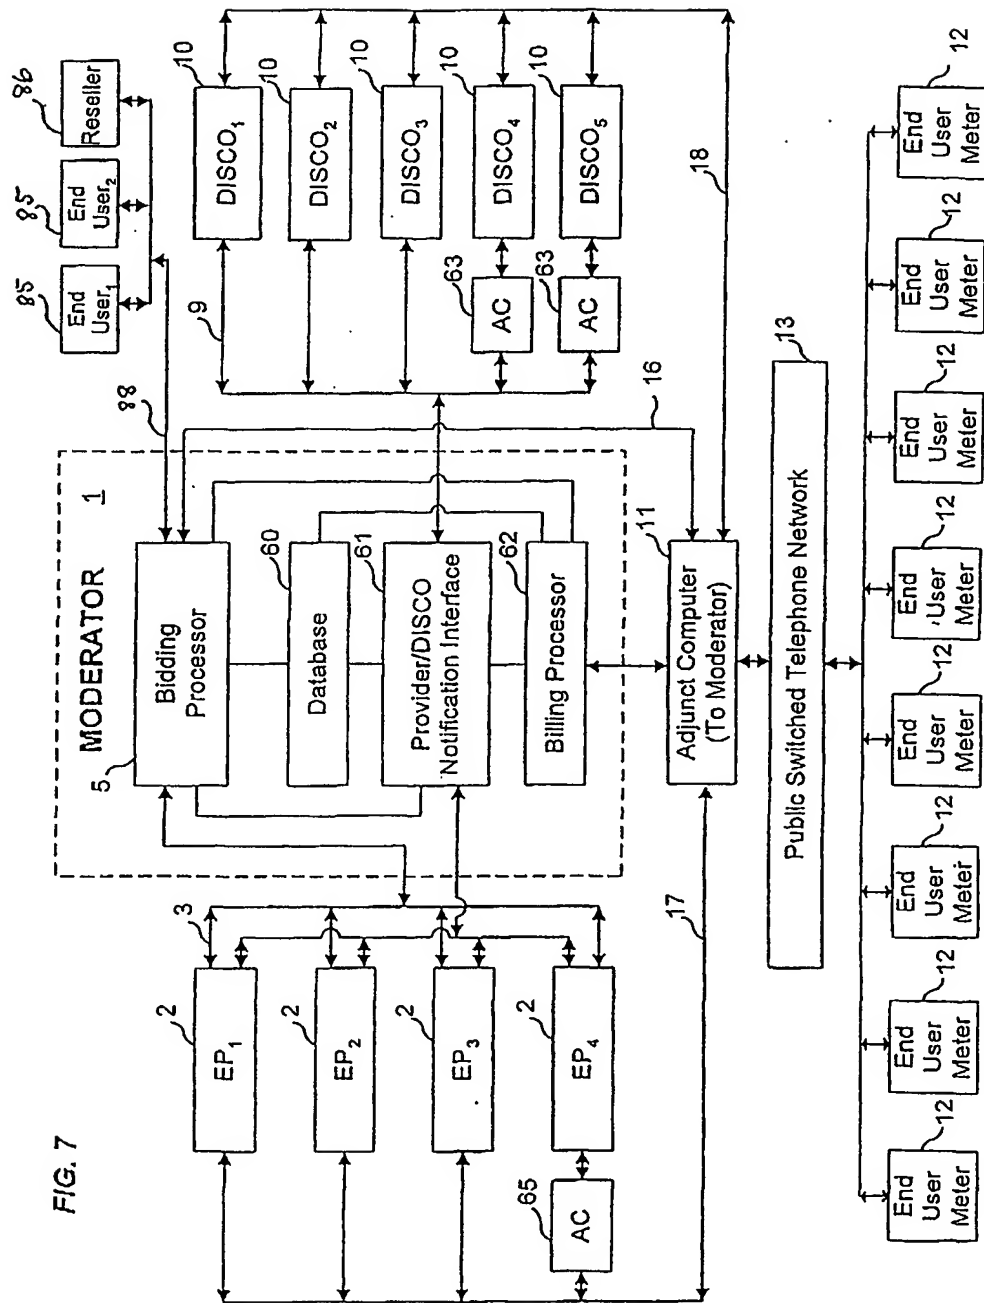 FIG. 7
86
Reseller
85
End
User2
85
End
User1
88
MODERATOR
1
5
Bidding
Processor
60
Database
61
Provider/DISCO
Notification Interface
62
Billing Processor
3
2
EP1
2
EP2
2
EP3
2
EP4
65
AC
17
10
DISCO1
10
DISCO2
10
DISCO3
10
DISCO4
10
DISCO5
9
63
AC
63
AC
16
18
11
Adjunct Computer
(To Moderator)
13
Public Switched Telephone Network
12
End
User
Meter
12
End
User
Meter
12
End
User
Meter
12
End
User
Meter
12
End
User
Meter
12
End
User
Meter
12
End
User
Meter
12
End
User
Meter